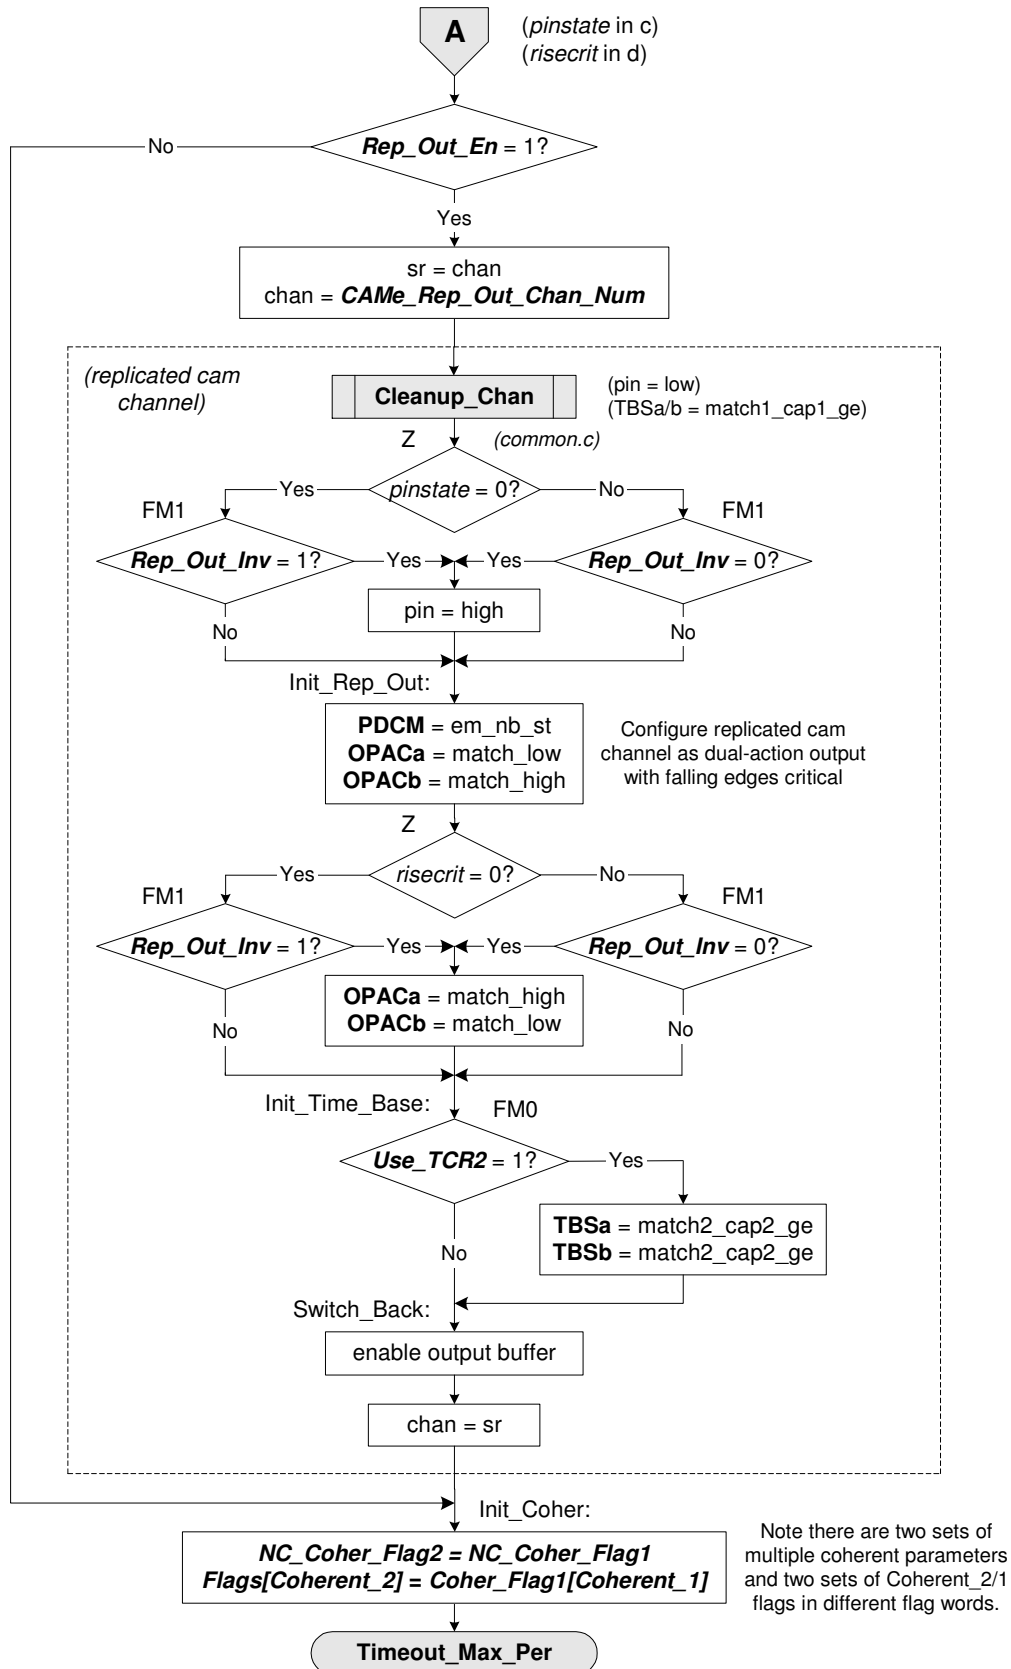 A
(pinstate in c)
(risecrit in d)
No
Rep_Out_En = 1?
Yes
sr = chan
chan = CAMe_Rep_Out_Chan_Num
(replicated cam
channel)
Cleanup_Chan
(pin = low)
(TBSa/b = match1_cap1_ge)
Z
(common.c)
pinstate = 0?
Yes
No
FM1
FM1
Rep_Out_Inv = 1?
Yes
Yes
Rep_Out_Inv = 0?
pin = high
No
No
Init_Rep_Out:
PDCM = em_nb_st
OPACa = match_low
OPACb = match_high
Configure replicated cam
channel as dual-action output
with falling edges critical
Z
risecrit = 0?
Yes
No
FM1
FM1
Rep_Out_Inv = 1?
Yes
Yes
Rep_Out_Inv = 0?
OPACa = match_high
OPACb = match_low
No
No
Init_Time_Base:
FM0
Use_TCR2 = 1?
Yes
TBSa = match2_cap2_ge
TBSb = match2_cap2_ge
No
Switch_Back:
enable output buffer
chan = sr
Init_Coher:
NC_Coher_Flag2 = NC_Coher_Flag1
Flags[Coherent_2] = Coher_Flag1[Coherent_1]
Note there are two sets of
multiple coherent parameters
and two sets of Coherent_2/1
flags in different flag words.
Timeout_Max_Per